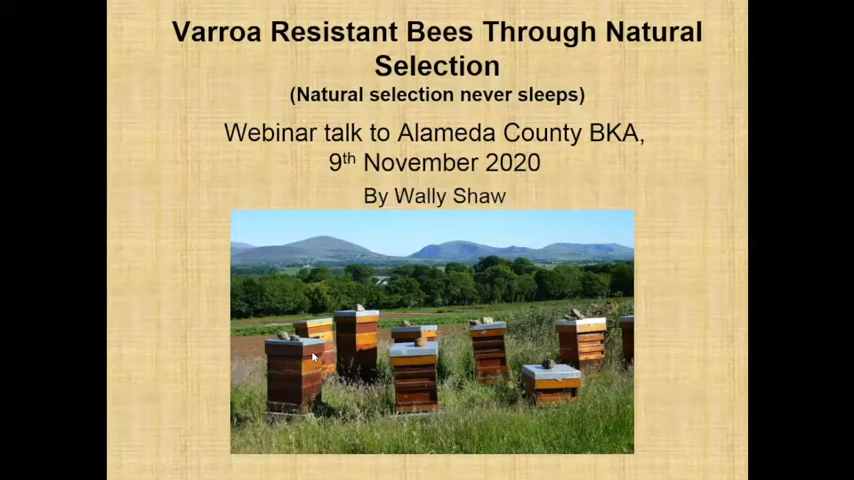 Varroa Resistant Bees Through Natural
Selection
(Natural selection never sleeps)
Webinar talk to Alameda County BKA,
9th November 2020
By Wally Shaw